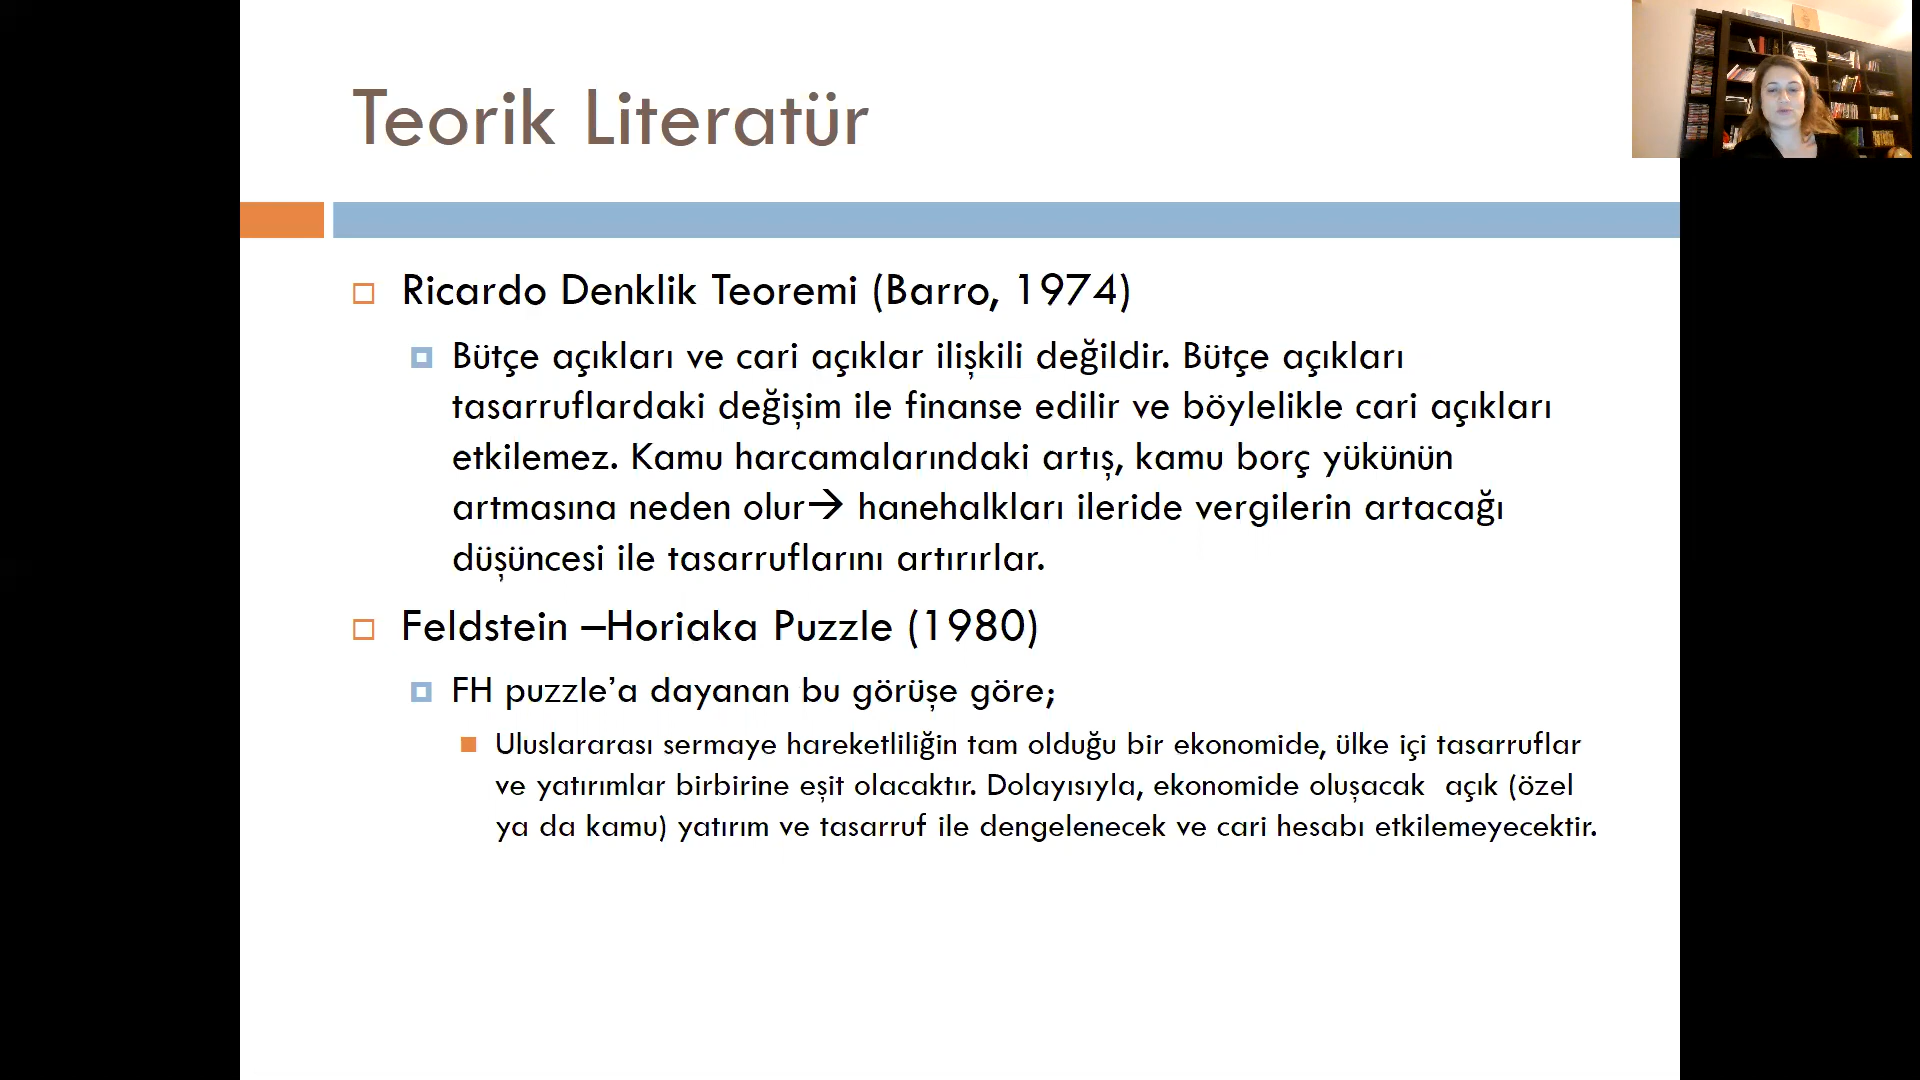 Teorik Literatür
Ricardo Denklik Teoremi (Barro, 1974)
Bütçe açıkları ve cari açıklar ilişkili değildir. Bütçe açıkları
tasarruflardaki değişim ile finanse edilir ve böylelikle cari açıkları
etkilemez. Kamu harcamalarındaki artış, kamu borç yükünün
artmasına neden olur→ hanehalkları ileride vergilerin artacağı
düşüncesi ile tasarruflarını artırırlar.
Feldstein –Horiaka Puzzle (1980)
FH puzzle’a dayanan bu görüşe göre;
Uluslararası sermaye hareketliliğin tam olduğu bir ekonomide, ülke içi tasarruflar
ve yatırımlar birbirine eşit olacaktır. Dolayısıyla, ekonomide oluşacak  açık (özel
ya da kamu) yatırım ve tasarruf ile dengelenecek ve cari hesabı etkilemeyecektir.